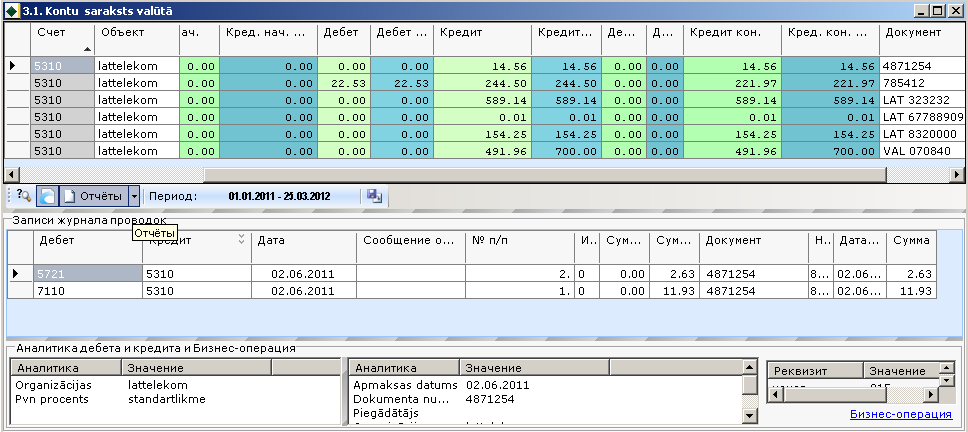 3.1. Kontu saraksts valūtā
Счет Объект ач. Кред. нач. ... Дебет Дебет ... Кредит Кредит... Де... Д... Кредит кон. Кред. кон. ... Документ
5310 lattelekom 0.00 0.00 0.00 0.00 14.56 14.56 0.00 0.00 14.56 14.56 4871254
5310 lattelekom 0.00 0.00 22.53 22.53 244.50 244.50 0.00 0.00 221.97 221.97 785412
5310 lattelekom 0.00 0.00 0.00 0.00 589.14 589.14 0.00 0.00 589.14 589.14 LAT 323232
5310 lattelekom 0.00 0.00 0.00 0.00 0.01 0.01 0.00 0.00 0.01 0.01 LAT 67788909
5310 lattelekom 0.00 0.00 0.00 0.00 154.25 154.25 0.00 0.00 154.25 154.25 LAT 8320000
5310 lattelekom 0.00 0.00 0.00 0.00 491.96 700.00 0.00 0.00 491.96 700.00 VAL 070840
Отчёты Период: 01.01.2011 - 25.03.2012
Записи журнала проводок
Отчёты
Дебет Кредит Дата Сообщение о... № п/п И.. Сум... Сум... Документ Н... Дата... Сумма
5721 5310 02.06.2011 2. 0 0.00 2.63 4871254 8... 02.06... 2.63
7110 5310 02.06.2011 1. 0 0.00 11.93 4871254 8... 02.06... 11.93
Аналитика дебета и кредита и Бизнес-операция
Аналитика Значение Аналитика Значение Реквизит Значение
Organizācijas lattelekom Apmaksas datums 02.06.2011
Pvn procents standartlikme Dokumenta nu... 4871254
Piegādātājs
Бизнес-операция